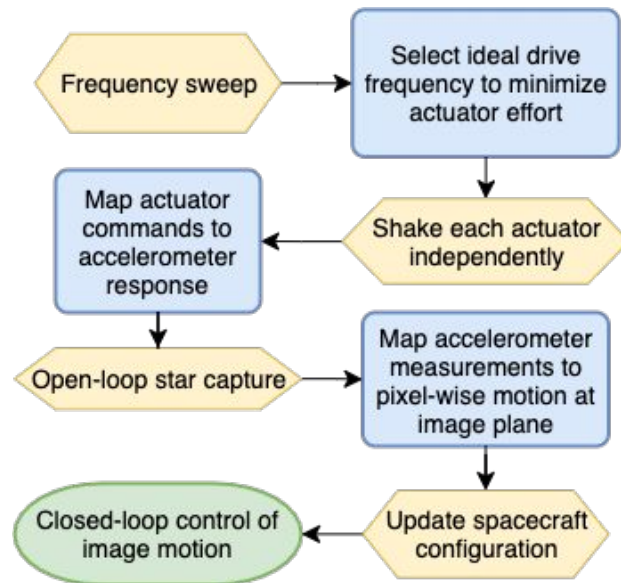 Frequency sweep
Select ideal drive
frequency to minimize
actuator effort
Shake each actuator
independently
Map actuator
commands to
accelerometer
response
Open-loop star capture
Map accelerometer
measurements to
pixel-wise motion at
image plane
Update spacecraft
configuration
Closed-loop control of
image motion